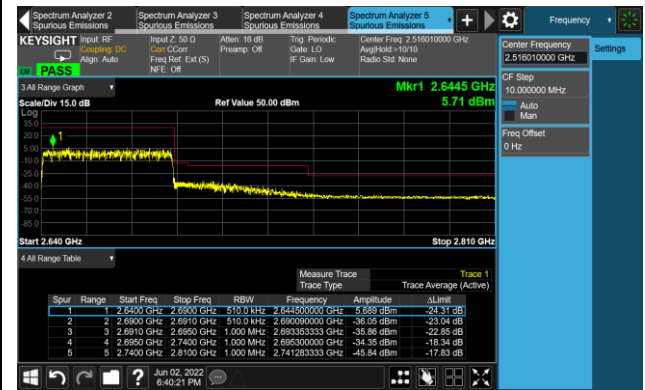 Spectrum Analyzer 2
Spurious Emissions
Spectrum Analyzer 3
Spurious Emissions
Spectrum Analyzer 4
Spurious Emissions
Spectrum Analyzer 5
Spurious Emissions
Frequency
KEYSIGHT
Input: RF
Coupling: DC
Align: Auto
Input Z: 50 Ω
Corr CCorr
Freq Ref: Ext (S)
NFE: Off
Atten: 16 dB
Preamp: Off
Trig: Periodic
Gate: LO
IF Gain: Low
Center Freq: 2.516010000 GHz
Avg|Hold:>10/10
Radio Std: None
PASS
Center Frequency
2.516010000 GHz
Settings
CF Step
10.000000 MHz
Auto
Man
Freq Offset
0 Hz
3 All Range Graph
Mkr1 2.6445 GHz
5.71 dBm
Scale/Div 15.0 dB
Ref Value 50.00 dBm
Log
35.0
20.0
5.00
-10.0
-25.0
-40.0
-55.0
-70.0
-85.0
1
Start 2.640 GHz
Stop 2.810 GHz
4 All Range Table
Measure Trace Trace 1
Trace Type Trace Average (Active)
Spur Range Start Freq Stop Freq RBW Frequency Amplitude ΔLimit
1 1 2.6400 GHz 2.6900 GHz 510.0 kHz 2.644500000 GHz 5.689 dBm -24.31 dB
2 2 2.6900 GHz 2.6910 GHz 510.0 kHz 2.690090000 GHz -36.05 dBm -23.04 dB
3 3 2.6910 GHz 2.6950 GHz 1.000 MHz 2.693353333 GHz -35.86 dBm -22.85 dB
4 4 2.6950 GHz 2.7400 GHz 1.000 MHz 2.695300000 GHz -34.35 dBm -18.34 dB
5 5 2.7400 GHz 2.8100 GHz 1.000 MHz 2.741283333 GHz -45.84 dBm -17.83 dB
Jun 02, 2022
6:40:21 PM